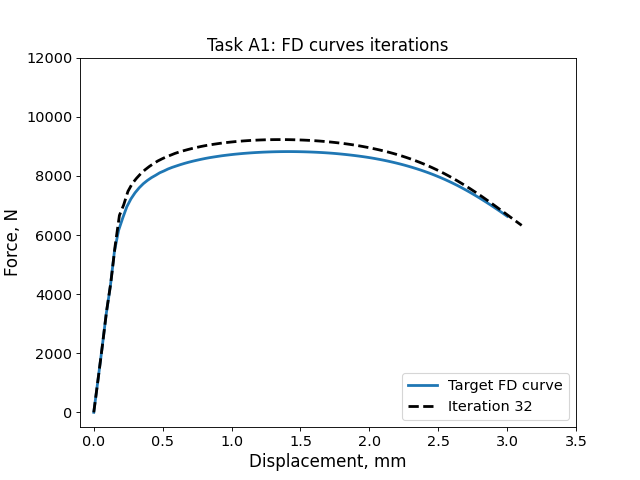 Task A1: FD curves iterations
12000
10000
8000
6000
4000
2000
0
Force, N
0.0 0.5 1.0 1.5 2.0 2.5 3.0 3.5
Displacement, mm
Target FD curve
Iteration 32